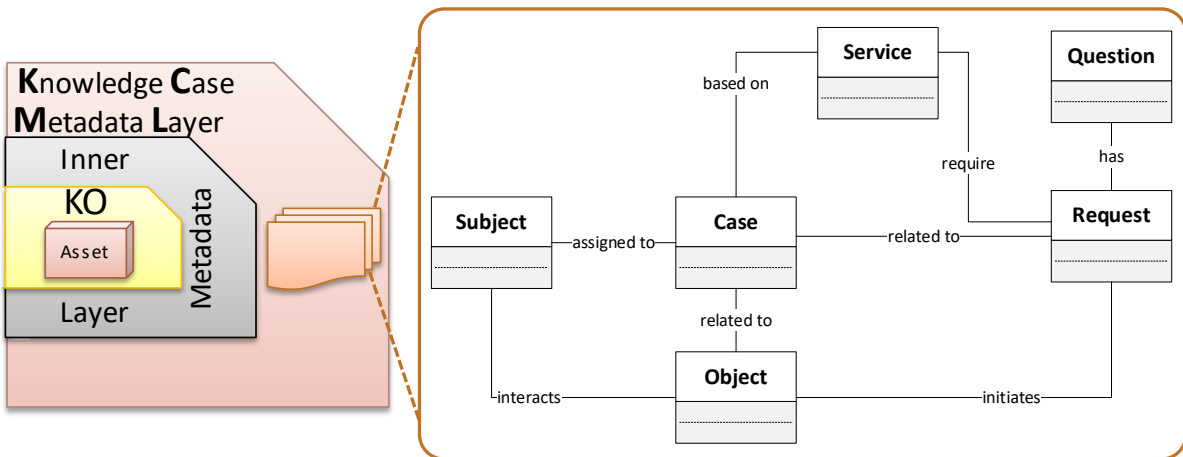 Knowledge Case
Metadata Layer
Inner
KO
Asset
Metadata
Layer
Service
Question
based on
require
has
Subject
Case
Request
assigned to
related to
related to
Object
interacts
initiates